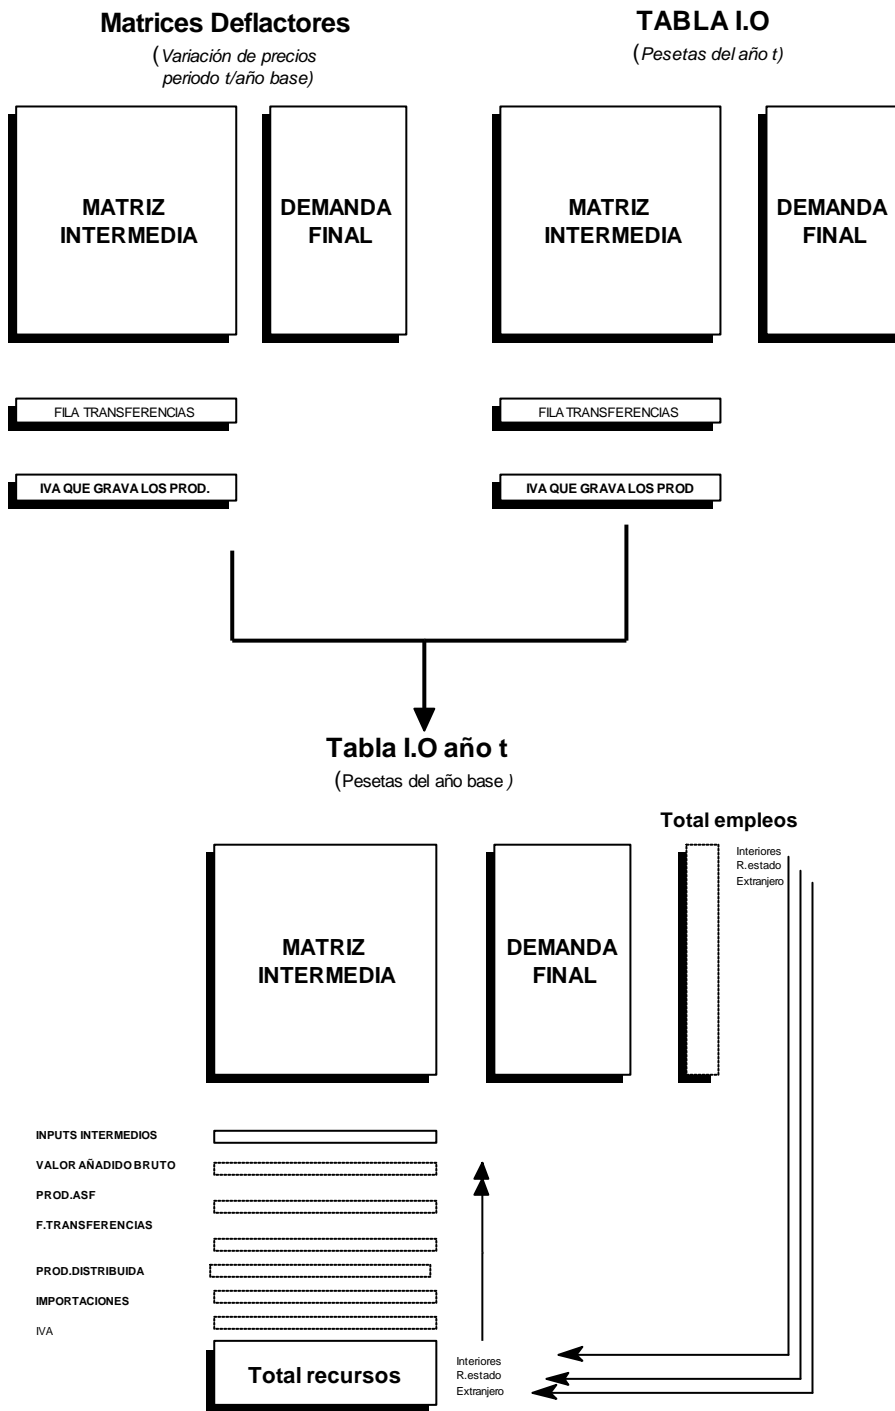 Matrices Deflactores
(Variación de precios
periodo t/año base)
TABLA I.O
(Pesetas del año t)
MATRIZ
INTERMEDIA
DEMANDA
FINAL
MATRIZ
INTERMEDIA
DEMANDA
FINAL
FILA TRANSFERENCIAS
FILA TRANSFERENCIAS
IVA QUE GRAVA LOS PROD.
IVA QUE GRAVA LOS PROD
Tabla I.O año t
(Pesetas del año base )
Total empleos
Interiores
R.estado
Extranjero
MATRIZ
INTERMEDIA
DEMANDA
FINAL
INPUTS INTERMEDIOS
VALOR AÑADIDO BRUTO
PROD.ASF
F.TRANSFERENCIAS
PROD.DISTRIBUIDA
IMPORTACIONES
IVA
Total recursos
Interiores
R.estado
Extranjero